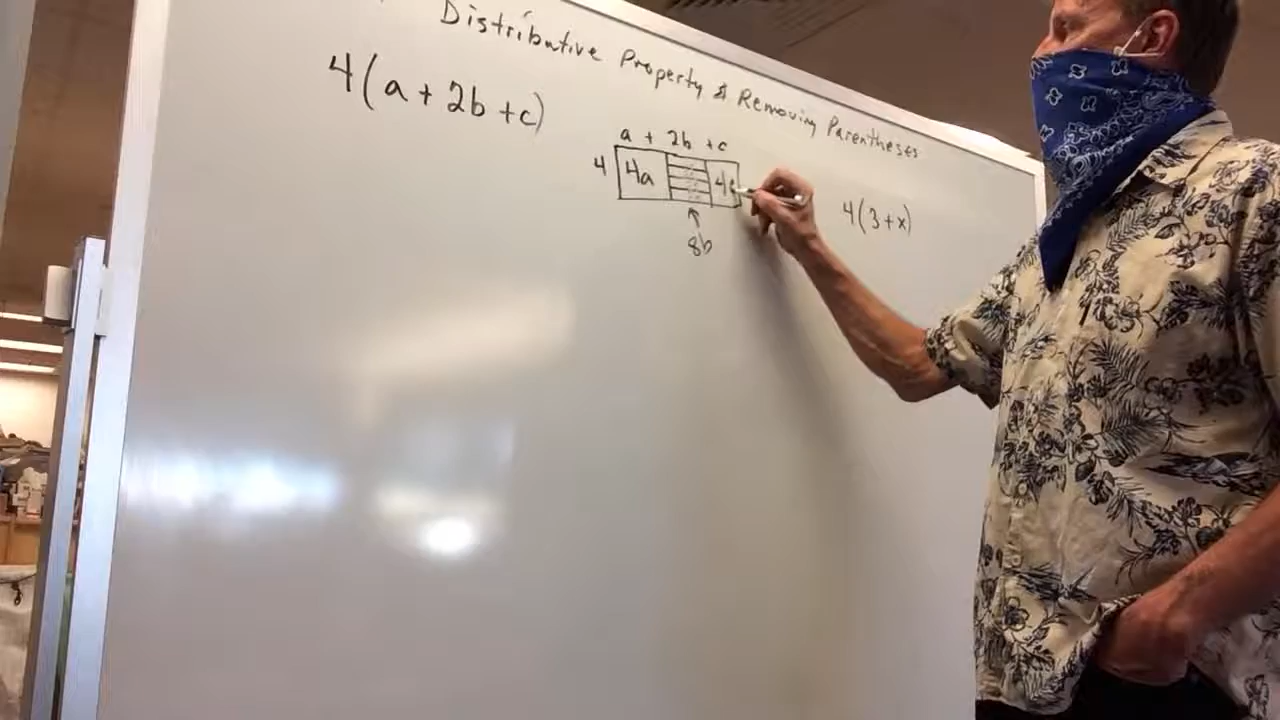 Distributive Property & Removing Parentheses
4(a + 2b + c)
a + 2b + c
4 4a 4c
8b
4(3 + x)